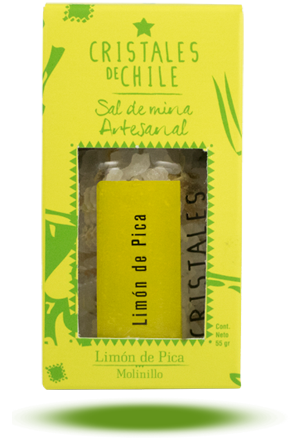 CRISTALES
DE CHILE
Sal de mina
Artesanal
Limón de Pica
CRISTALES
Cont.
Neto
55 gr
Limón de Pica
Molinillo